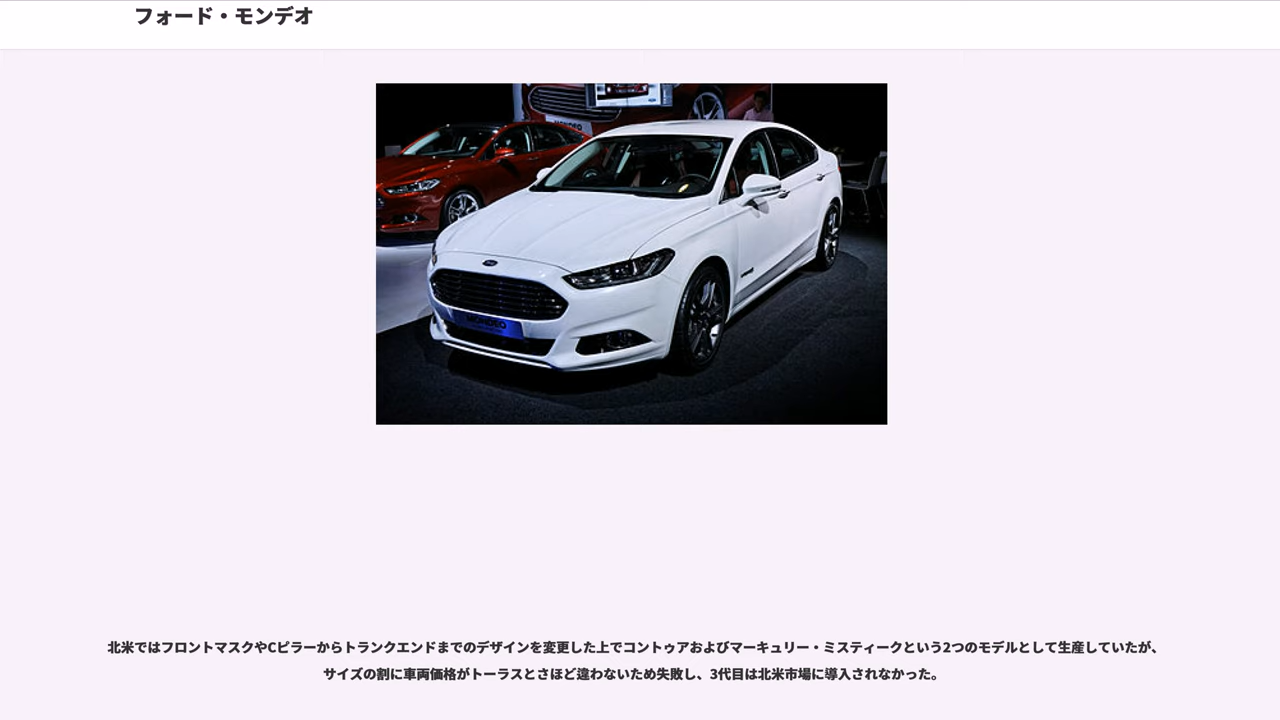 フォード・モンデオ
MONDEO
MONDEO
北米ではフロントマスクやCピラーからトランクエンドまでのデザインを変更した上でコントゥアおよびマーキュリー・ミスティークという2つのモデルとして生産していたが、
サイズの割に車両価格がトーラスとさほど違わないため失敗し、3代目は北米市場に導入されなかった。